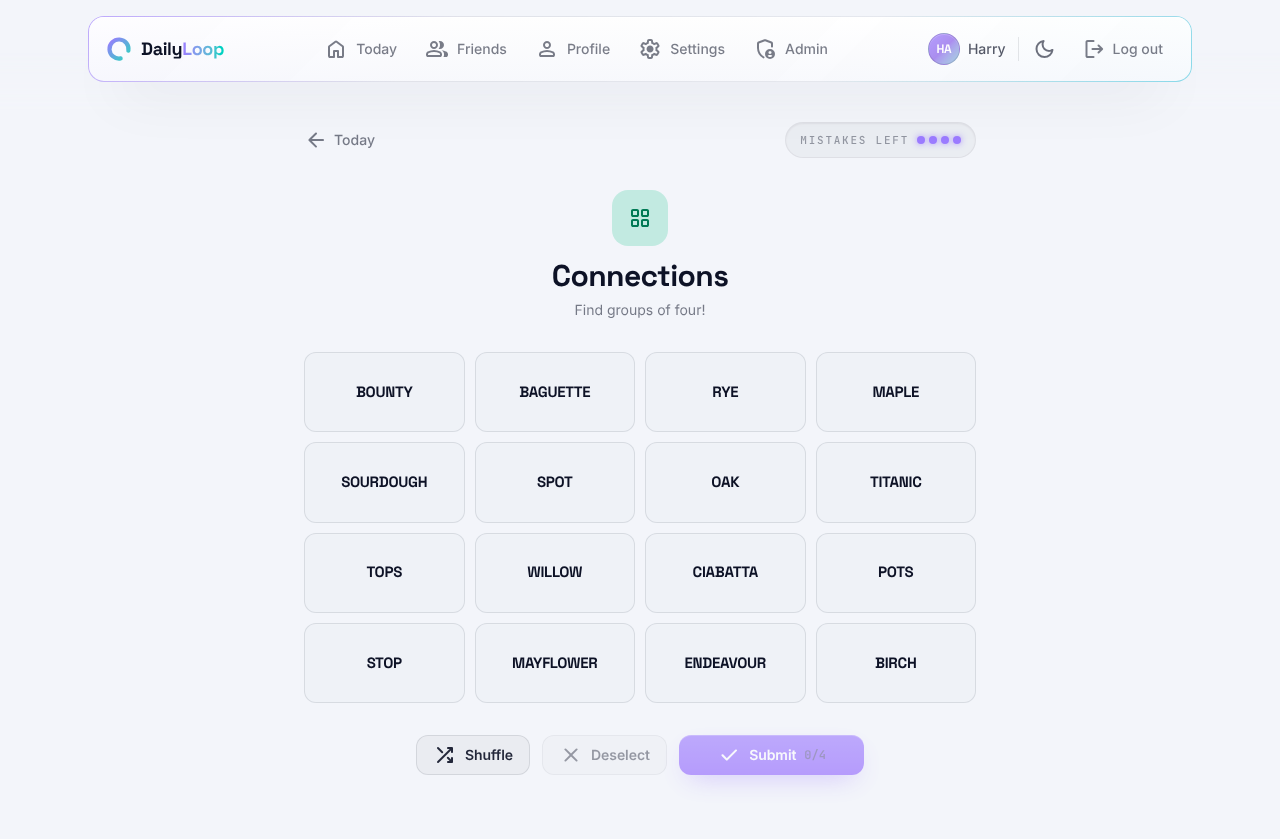 DailyLoop
Today
Friends
Profile
Settings
Admin
HA
Harry
Log out
Today
MISTAKES LEFT
Connections
Find groups of four!
BOUNTY
BAGUETTE
RYE
MAPLE
SOURDOUGH
SPOT
OAK
TITANIC
TOPS
WILLOW
CIABATTA
POTS
STOP
MAYFLOWER
ENDEAVOUR
BIRCH
Shuffle
Deselect
Submit 0/4